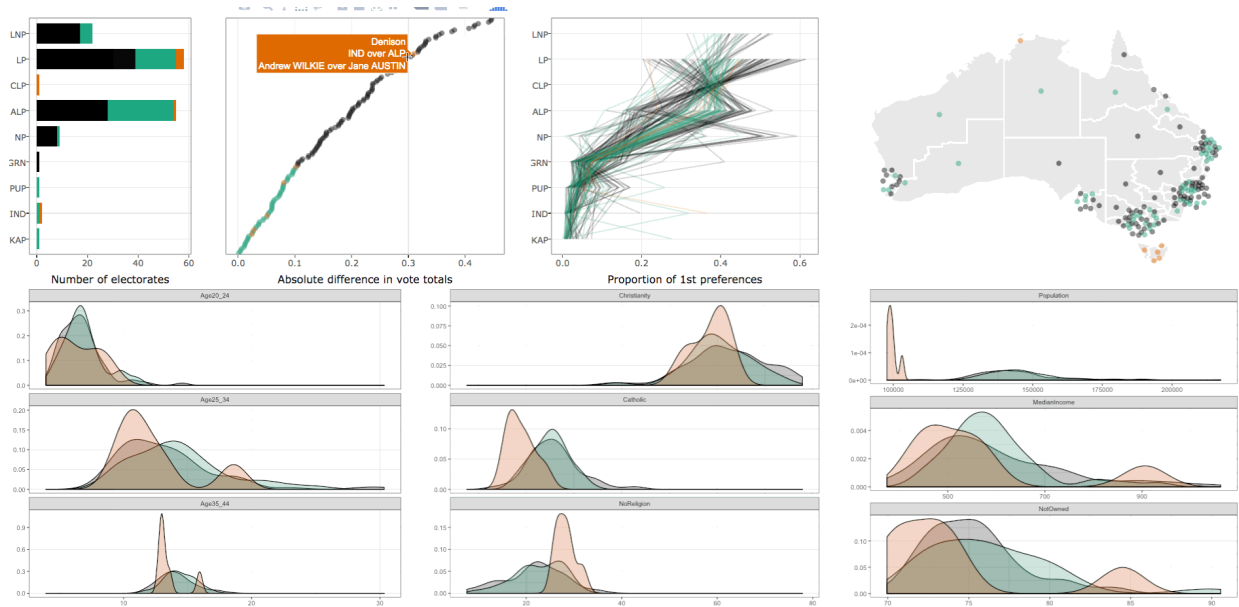 LNP
LP
CLP
ALP
NP
GRN
PUP
IND
KAP
0 20 40 60
Number of electorates
Denison
IND over ALP
Andrew WILKIE over Jane AUSTIN
0.0 0.1 0.2 0.3 0.4
Absolute difference in vote totals
LNP
LP
CLP
ALP
NP
GRN
PUP
IND
KAP
0.0 0.2 0.4 0.6
Proportion of 1st preferences
Age20_24
0.3
0.2
0.1
0.0
Age25_34
0.20
0.15
0.10
0.05
0.00
Age35_44
0.9
0.6
0.3
0.0
10 20 30
Christianity
0.100
0.075
0.050
0.025
0.000
Catholic
0.10
0.05
0.00
NoReligion
0.15
0.10
0.05
0.00
20 40 60 80
Population
2e-04
1e-04
0e+00
100000 125000 150000 175000 200000
MedianIncome
0.004
0.002
0.000
500 700 900
NotOwned
0.10
0.05
0.00
70 75 80 85 90